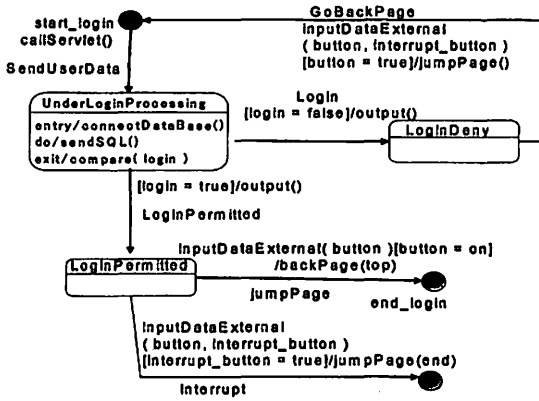 GoBackPage
start_login
callServlet()
InputDataExternal
( button, Interrupt_button )
[button = true]/jumpPage()
SendUserData
UnderLoginProcessing
entry/connectDataBase()
do/sendSQL()
exit/compare( login )
Login
[login = false]/output()
LoginDeny
[login = true]/output()
LoginPermitted
LoginPermitted
InputDataExternal( button )[button = on]
/backPage(top)
jumpPage
end_login
InputDataExternal
( button, Interrupt_button )
[Interrupt_button = true]/jumpPage(end)
Interrupt